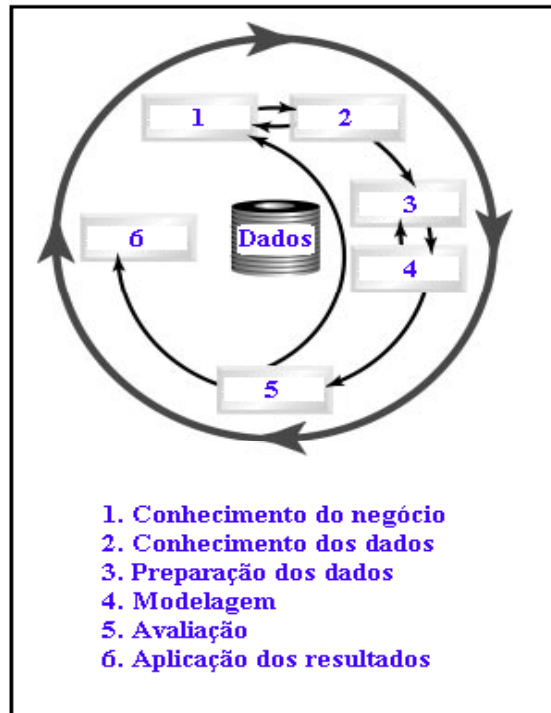 1
2
3
Dados
6
4
5
1. Conhecimento do negócio
2. Conhecimento dos dados
3. Preparação dos dados
4. Modelagem
5. Avaliação
6. Aplicação dos resultados